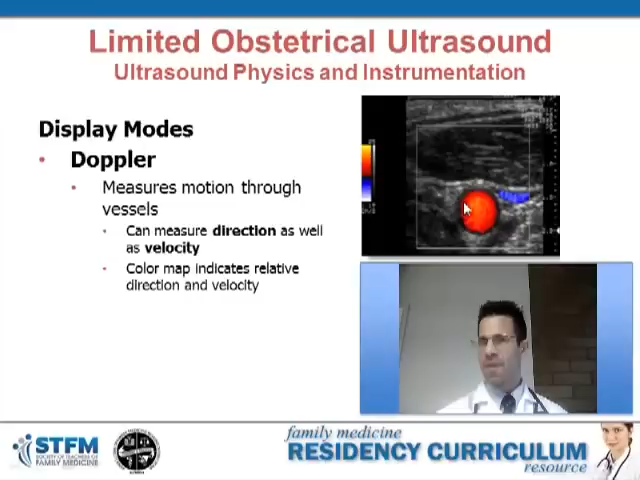 Limited Obstetrical Ultrasound
Ultrasound Physics and Instrumentation
Display Modes
• Doppler
• Measures motion through
vessels
• Can measure direction as well
as velocity
• Color map indicates relative
direction and velocity
STFM
SOCIETY OF TEACHERS OF
FAMILY MEDICINE
family medicine
RESIDENCY CURRICULUM
resource